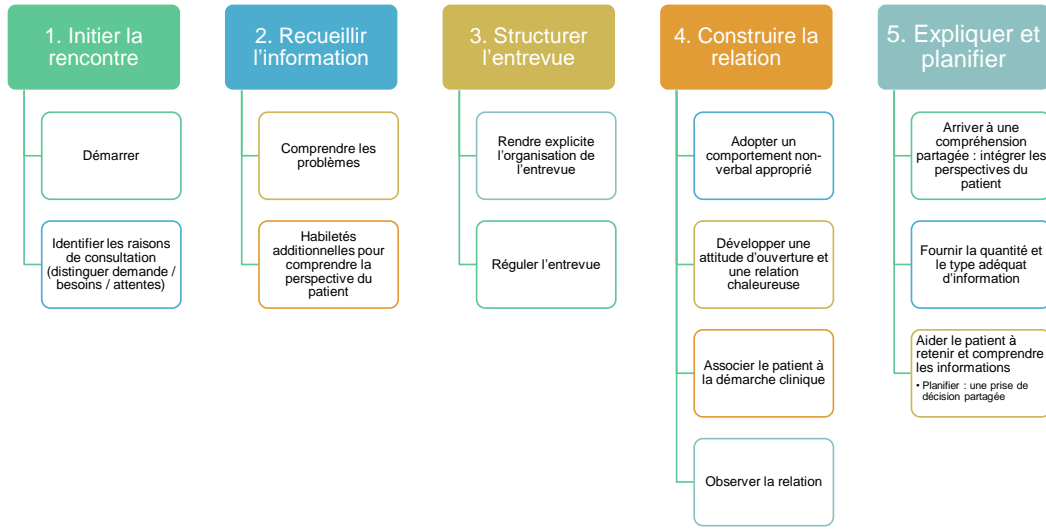 1. Initier la
rencontre
Démarrer
Identifier les raisons
de consultation
(distinguer demande /
besoins / attentes)
2. Recueillir
l’information
Comprendre les
problèmes
Habiletés
additionnelles pour
comprendre la
perspective du
patient
3. Structurer
l’entrevue
Rendre explicite
l’organisation de
l’entrevue
Réguler l’entrevue
4. Construire la
relation
Adopter un
comportement non-
verbal approprié
Développer une
attitude d’ouverture et
une relation
chaleureuse
Associer le patient à
la démarche clinique
Observer la relation
5. Expliquer et
planifier
Arriver à une
compréhension
partagée : intégrer les
perspectives du
patient
Fournir la quantité et
le type adéquat
d’information
Aider le patient à
retenir et comprendre
les informations
• Planifier : une prise de
décision partagée